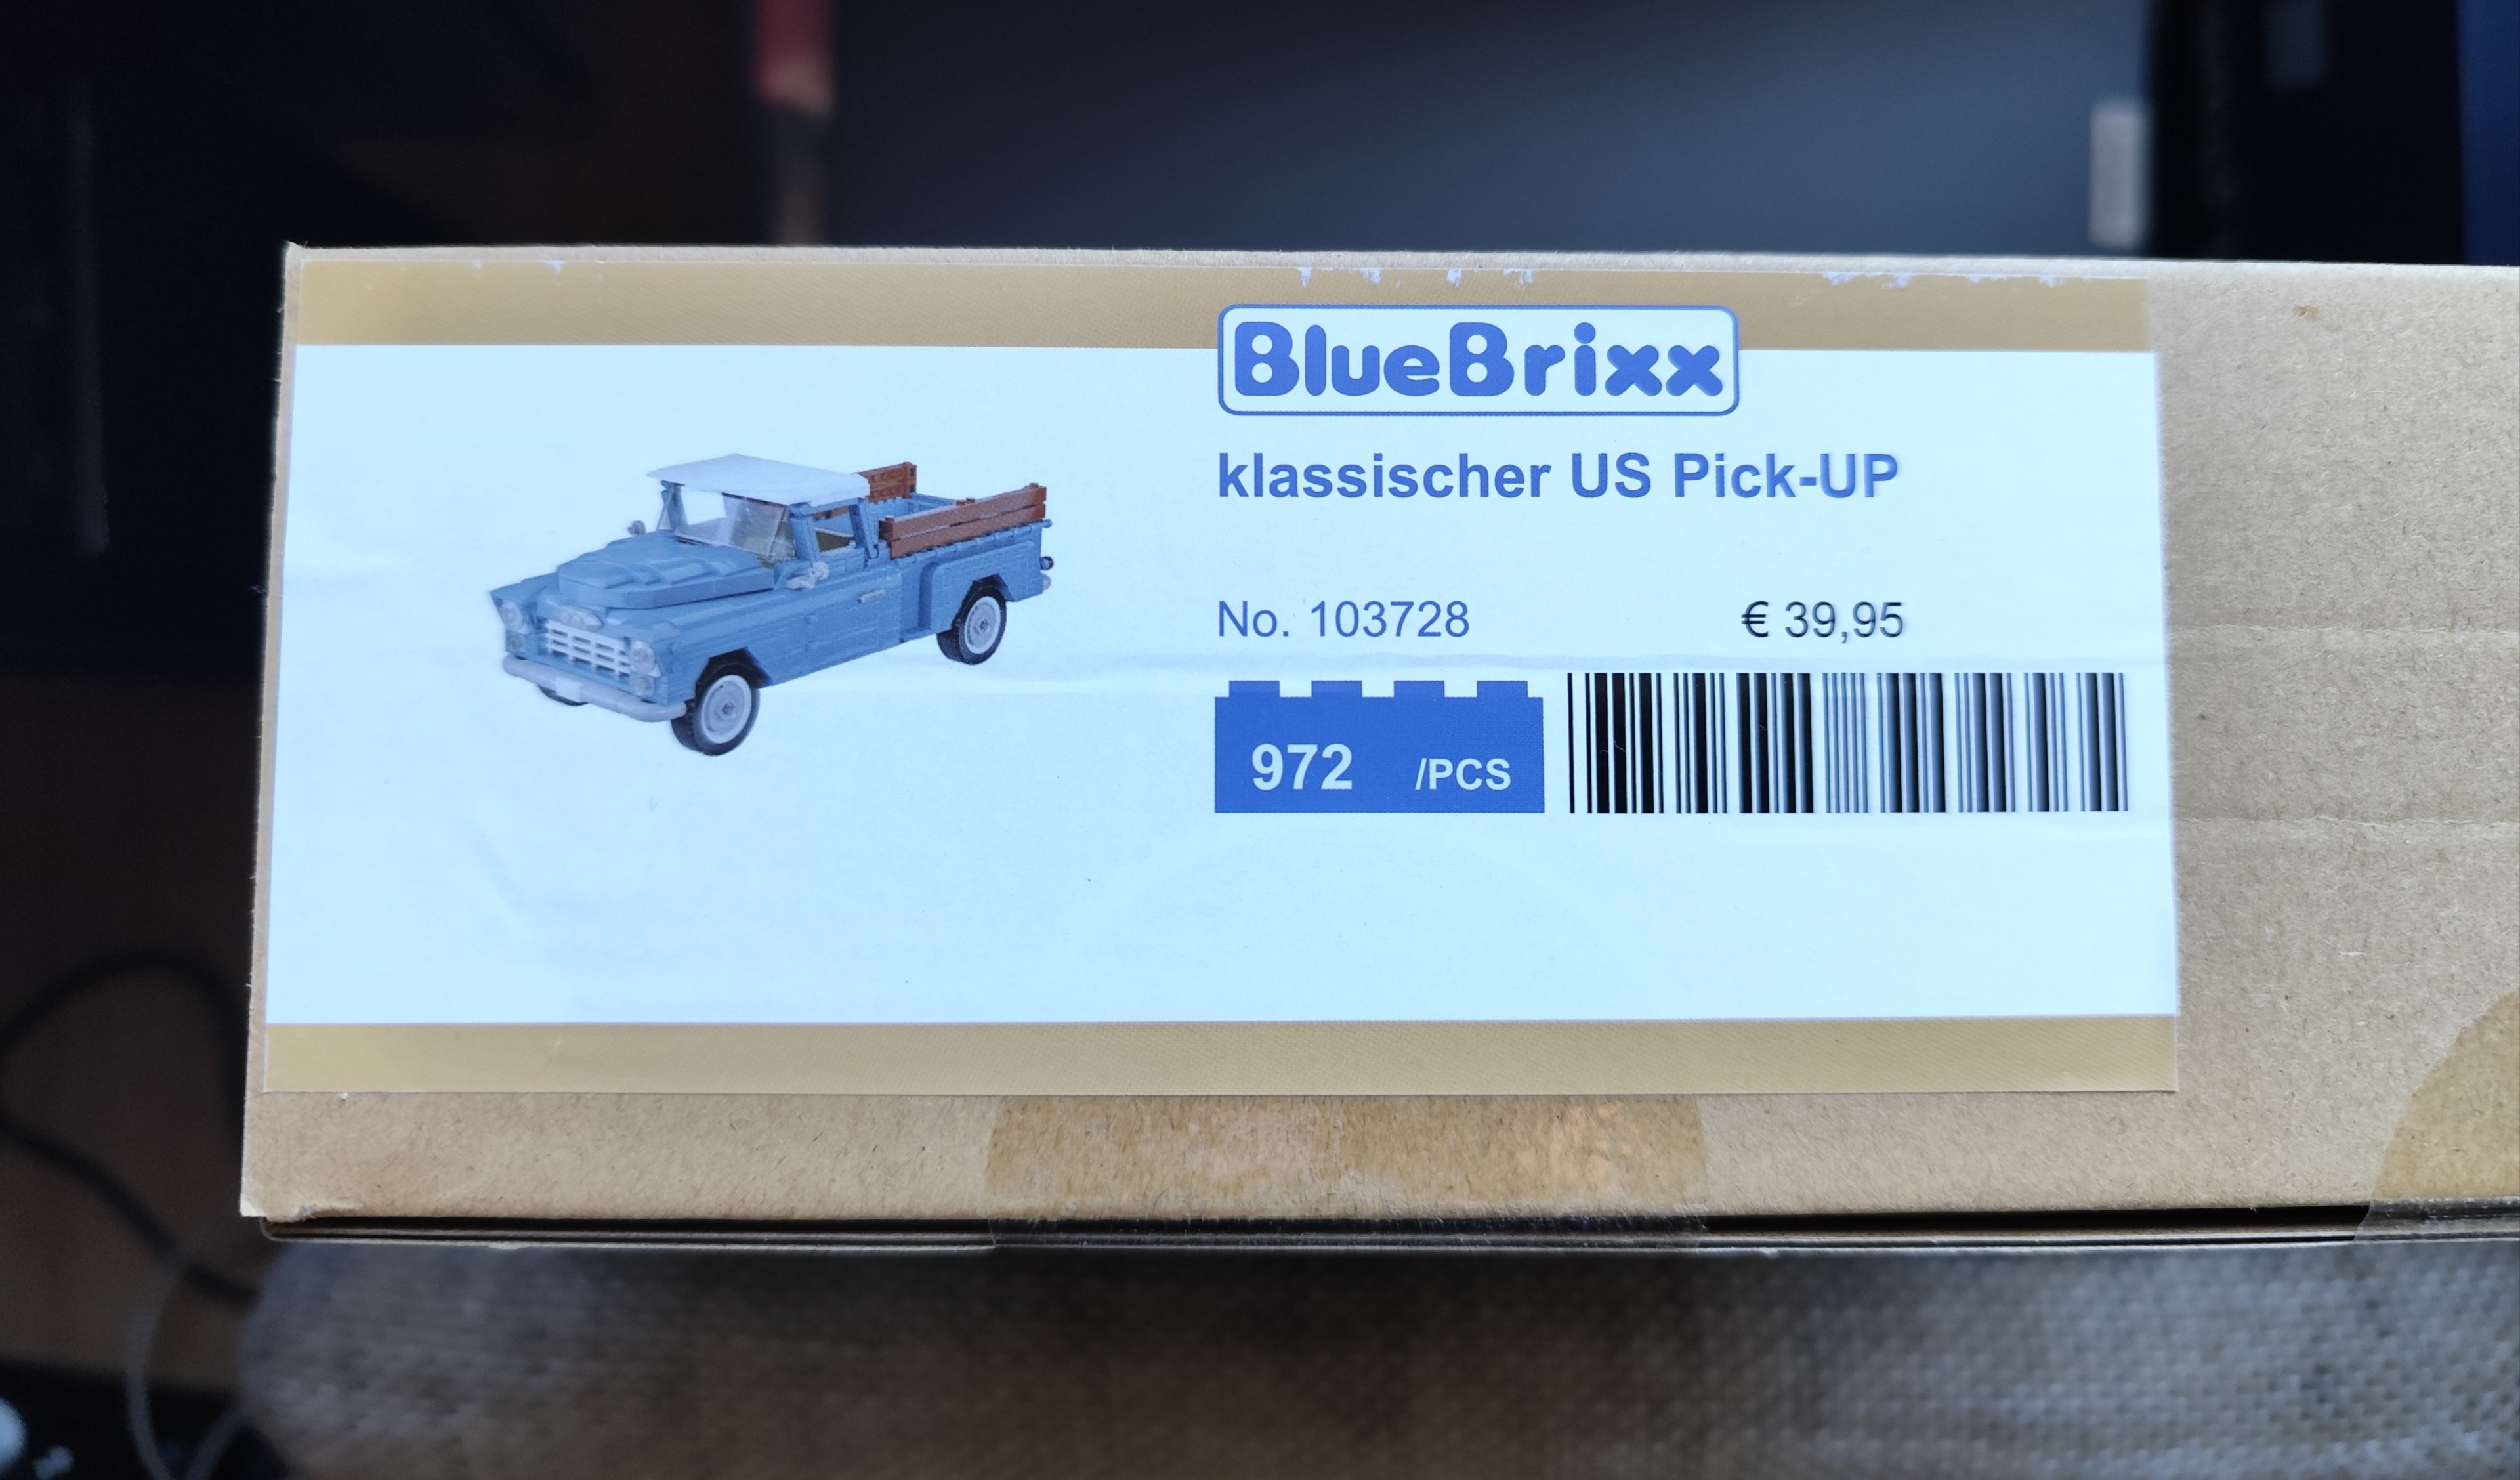 BlueBrixx
klassischer US Pick-UP
No. 103728 € 39,95
972 /PCS